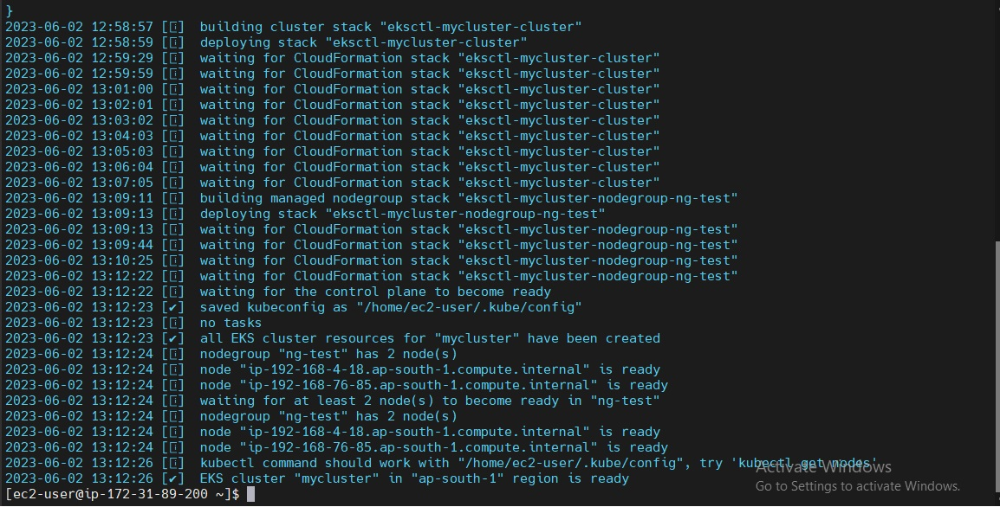 }
2023-06-02 12:58:57 [ℹ]  building cluster stack "eksctl-mycluster-cluster"
2023-06-02 12:58:59 [ℹ]  deploying stack "eksctl-mycluster-cluster"
2023-06-02 12:59:29 [ℹ]  waiting for CloudFormation stack "eksctl-mycluster-cluster"
2023-06-02 12:59:59 [ℹ]  waiting for CloudFormation stack "eksctl-mycluster-cluster"
2023-06-02 13:01:00 [ℹ]  waiting for CloudFormation stack "eksctl-mycluster-cluster"
2023-06-02 13:02:01 [ℹ]  waiting for CloudFormation stack "eksctl-mycluster-cluster"
2023-06-02 13:03:02 [ℹ]  waiting for CloudFormation stack "eksctl-mycluster-cluster"
2023-06-02 13:04:03 [ℹ]  waiting for CloudFormation stack "eksctl-mycluster-cluster"
2023-06-02 13:05:03 [ℹ]  waiting for CloudFormation stack "eksctl-mycluster-cluster"
2023-06-02 13:06:04 [ℹ]  waiting for CloudFormation stack "eksctl-mycluster-cluster"
2023-06-02 13:07:05 [ℹ]  waiting for CloudFormation stack "eksctl-mycluster-cluster"
2023-06-02 13:09:11 [ℹ]  building managed nodegroup stack "eksctl-mycluster-nodegroup-ng-test"
2023-06-02 13:09:13 [ℹ]  deploying stack "eksctl-mycluster-nodegroup-ng-test"
2023-06-02 13:09:13 [ℹ]  waiting for CloudFormation stack "eksctl-mycluster-nodegroup-ng-test"
2023-06-02 13:09:44 [ℹ]  waiting for CloudFormation stack "eksctl-mycluster-nodegroup-ng-test"
2023-06-02 13:10:25 [ℹ]  waiting for CloudFormation stack "eksctl-mycluster-nodegroup-ng-test"
2023-06-02 13:12:22 [ℹ]  waiting for CloudFormation stack "eksctl-mycluster-nodegroup-ng-test"
2023-06-02 13:12:22 [ℹ]  waiting for the control plane to become ready
2023-06-02 13:12:23 [✔]  saved kubeconfig as "/home/ec2-user/.kube/config"
2023-06-02 13:12:23 [ℹ]  no tasks
2023-06-02 13:12:23 [✔]  all EKS cluster resources for "mycluster" have been created
2023-06-02 13:12:24 [ℹ]  nodegroup "ng-test" has 2 node(s)
2023-06-02 13:12:24 [ℹ]  node "ip-192-168-4-18.ap-south-1.compute.internal" is ready
2023-06-02 13:12:24 [ℹ]  node "ip-192-168-76-85.ap-south-1.compute.internal" is ready
2023-06-02 13:12:24 [ℹ]  waiting for at least 2 node(s) to become ready in "ng-test"
2023-06-02 13:12:24 [ℹ]  nodegroup "ng-test" has 2 node(s)
2023-06-02 13:12:24 [ℹ]  node "ip-192-168-4-18.ap-south-1.compute.internal" is ready
2023-06-02 13:12:24 [ℹ]  node "ip-192-168-76-85.ap-south-1.compute.internal" is ready
2023-06-02 13:12:26 [ℹ]  kubectl command should work with "/home/ec2-user/.kube/config", try 'kubectl get nodes'
2023-06-02 13:12:26 [✔]  EKS cluster "mycluster" in "ap-south-1" region is ready
[ec2-user@ip-172-31-89-200 ~]$
Activate Windows
Go to Settings to activate Windows.